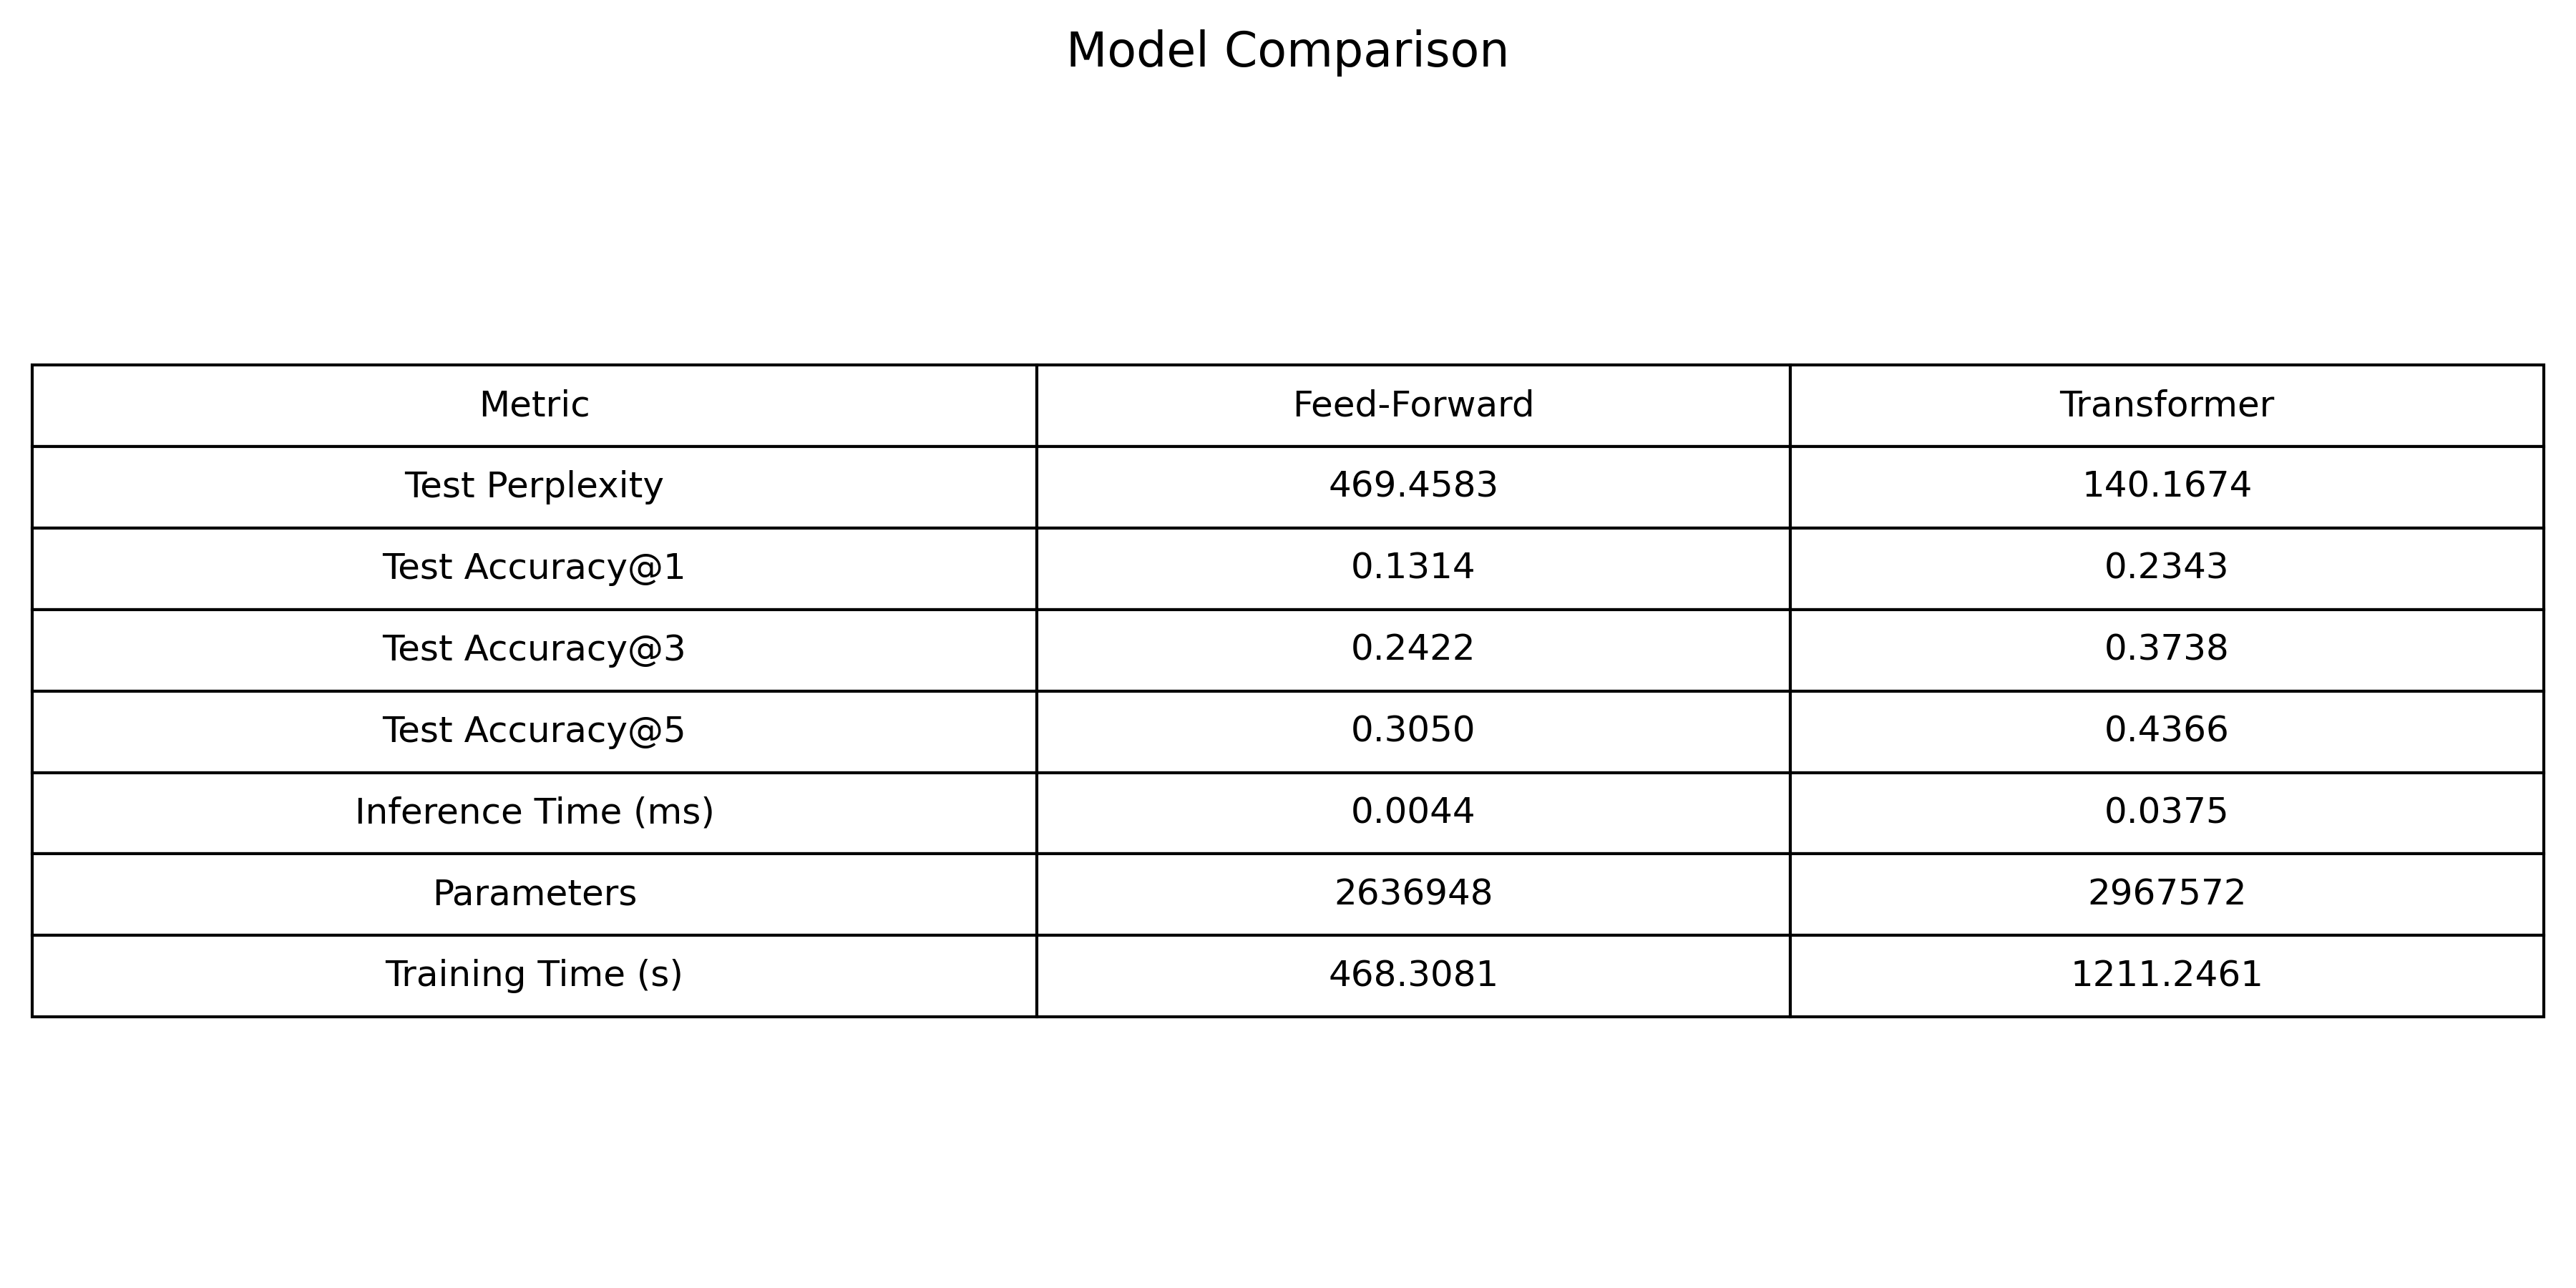 Model Comparison
Metric Feed-Forward Transformer
Test Perplexity 469.4583 140.1674
Test Accuracy@1 0.1314 0.2343
Test Accuracy@3 0.2422 0.3738
Test Accuracy@5 0.3050 0.4366
Inference Time (ms) 0.0044 0.0375
Parameters 2636948 2967572
Training Time (s) 468.3081 1211.2461